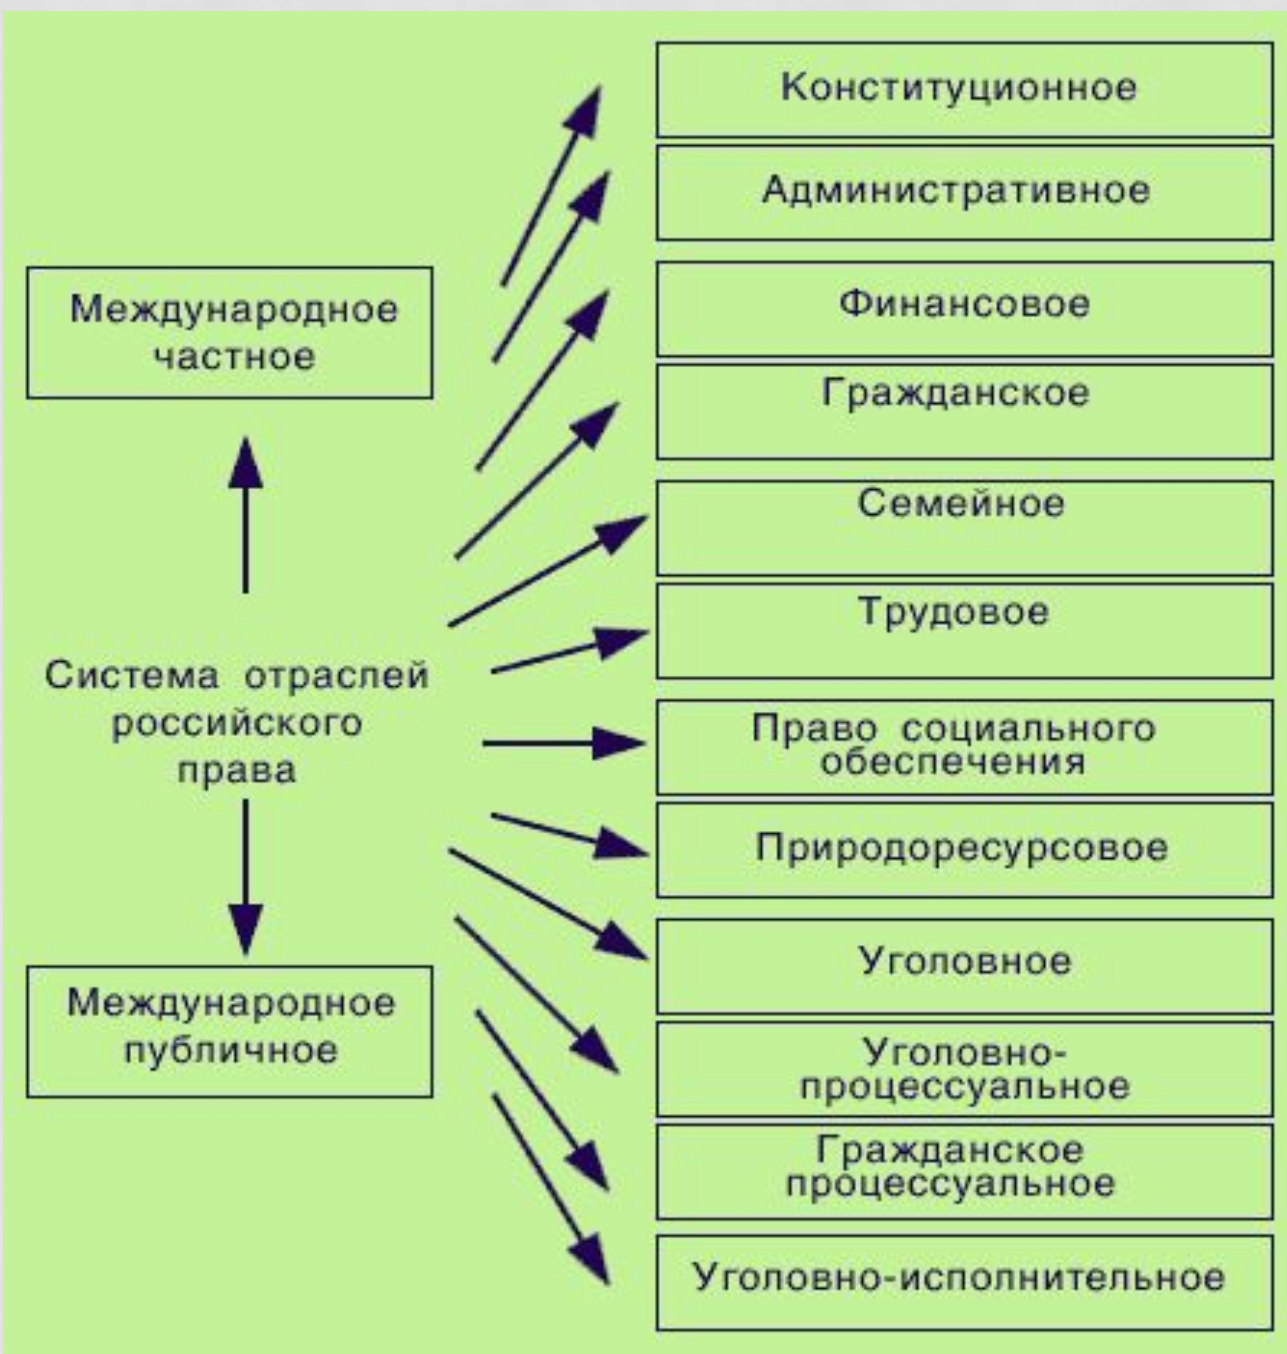 Международное
частное
Система отраслей
российского
права
Международное
публичное
Конституционное
Административное
Финансовое
Гражданское
Семейное
Трудовое
Право социального
обеспечения
Природоресурсовое
Уголовное
Уголовно-
процессуальное
Гражданское
процессуальное
Уголовно-исполнительное